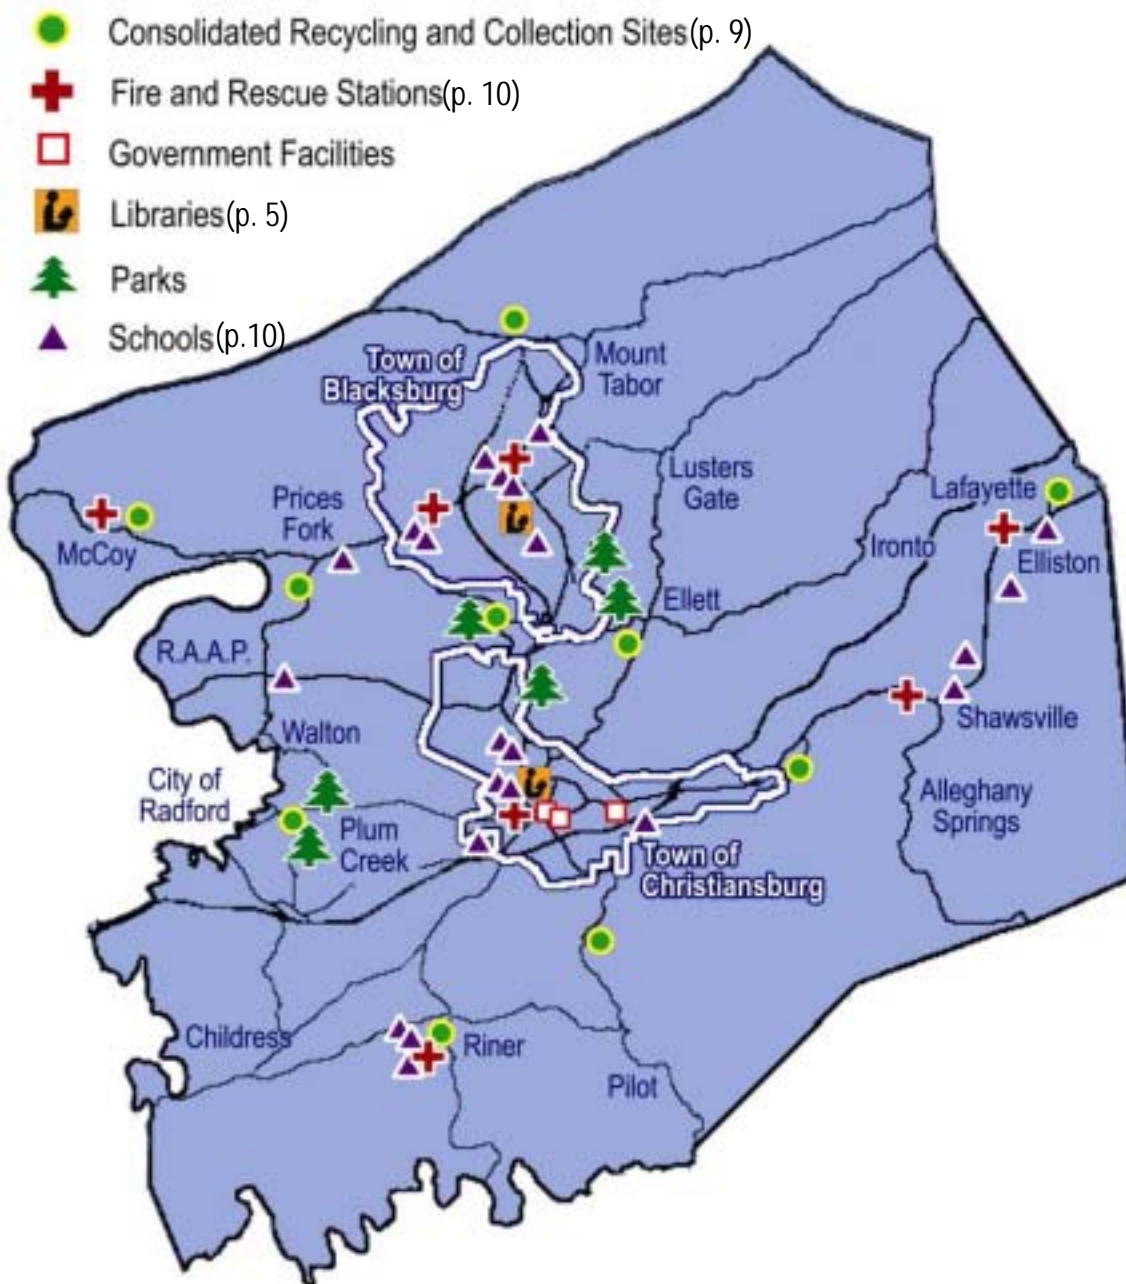 Consolidated Recycling and Collection Sites(p. 9)
Fire and Rescue Stations(p. 10)
Government Facilities
Libraries(p. 5)
Parks
Schools(p.10)
Town of
Blacksburg
Mount
Tabor
Lusters
Gate
Lafayette
Prices
Fork
McCoy
Ironto
Elliston
Ellett
R.A.A.P.
Shawsville
Walton
City of
Radford
Alleghany
Springs
Plum
Creek
Town of
Christiansburg
Childress
Riner
Pilot